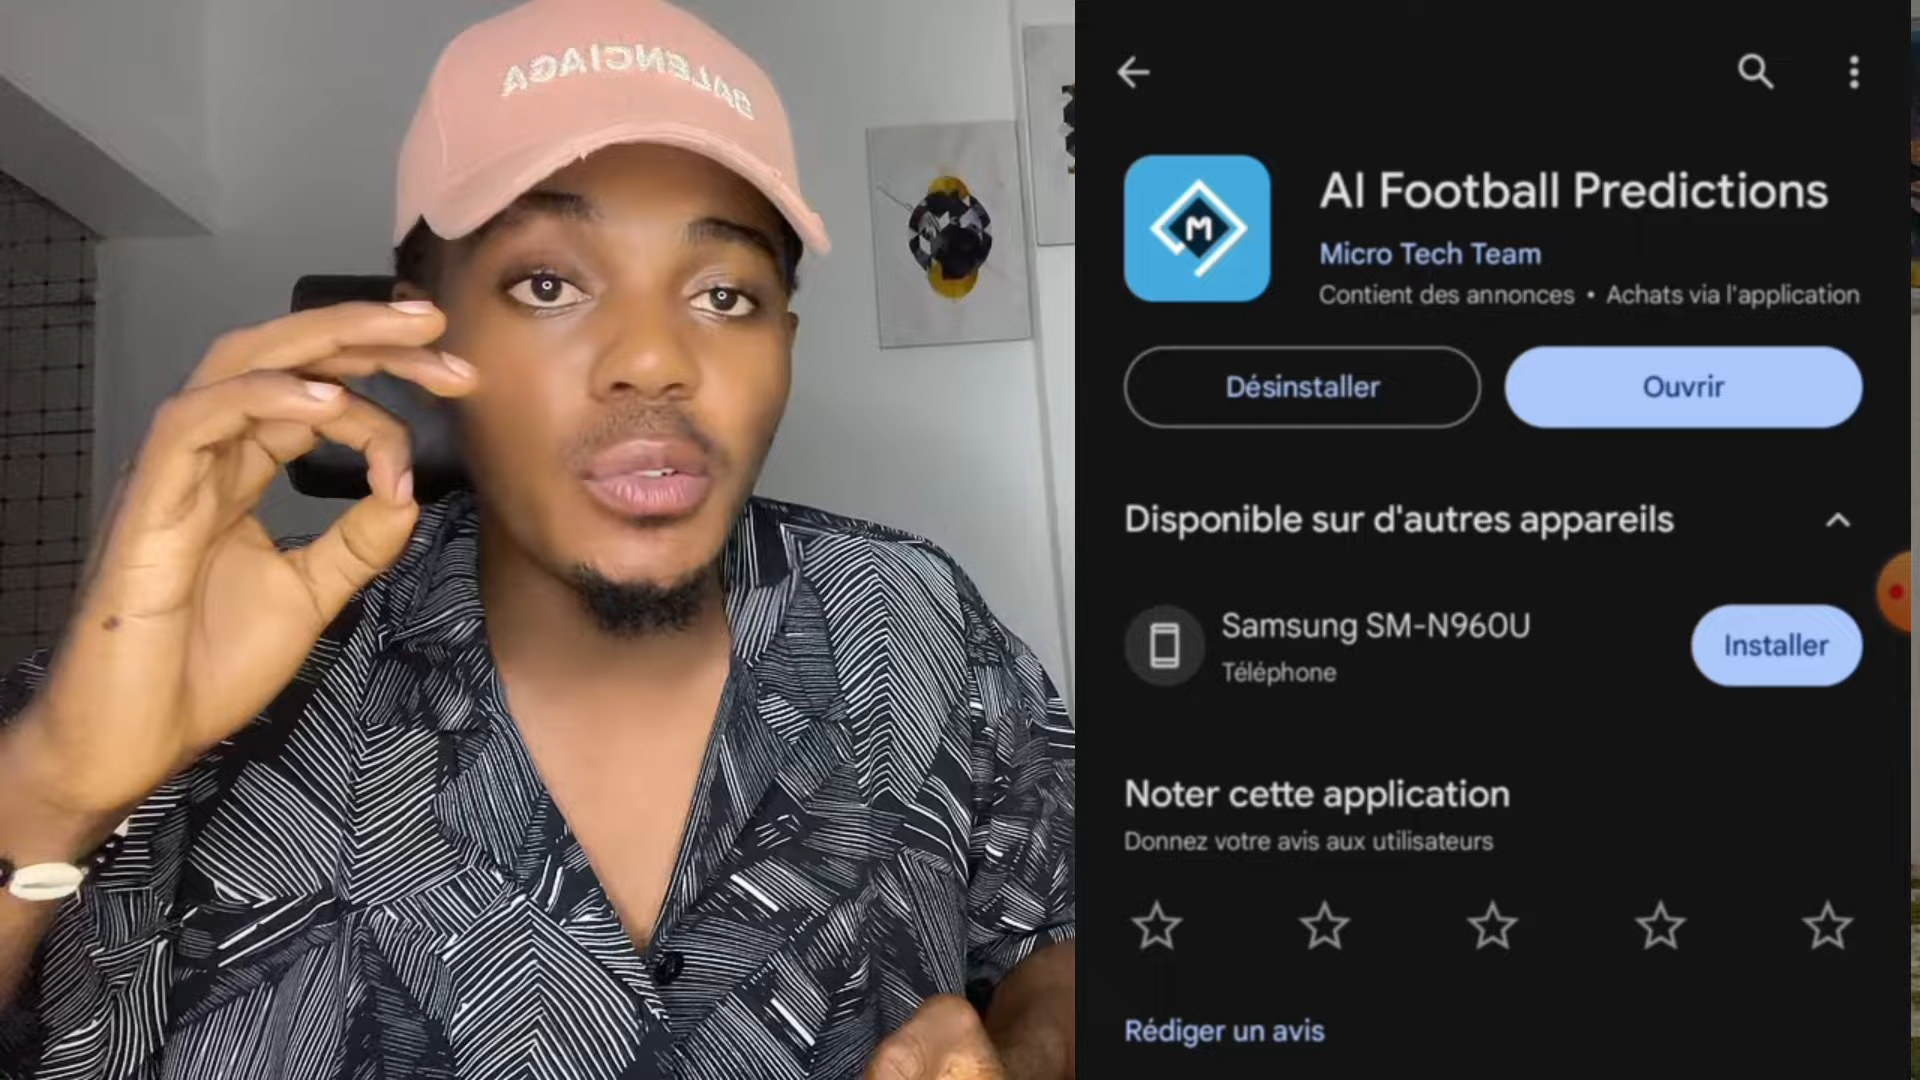 BALENCIAGA
AI Football Predictions
Micro Tech Team
Contient des annonces • Achats via l'application
Désinstaller
Ouvrir
Disponible sur d'autres appareils
Samsung SM-N960U
Téléphone
Installer
Noter cette application
Donnez votre avis aux utilisateurs
Rédiger un avis
M